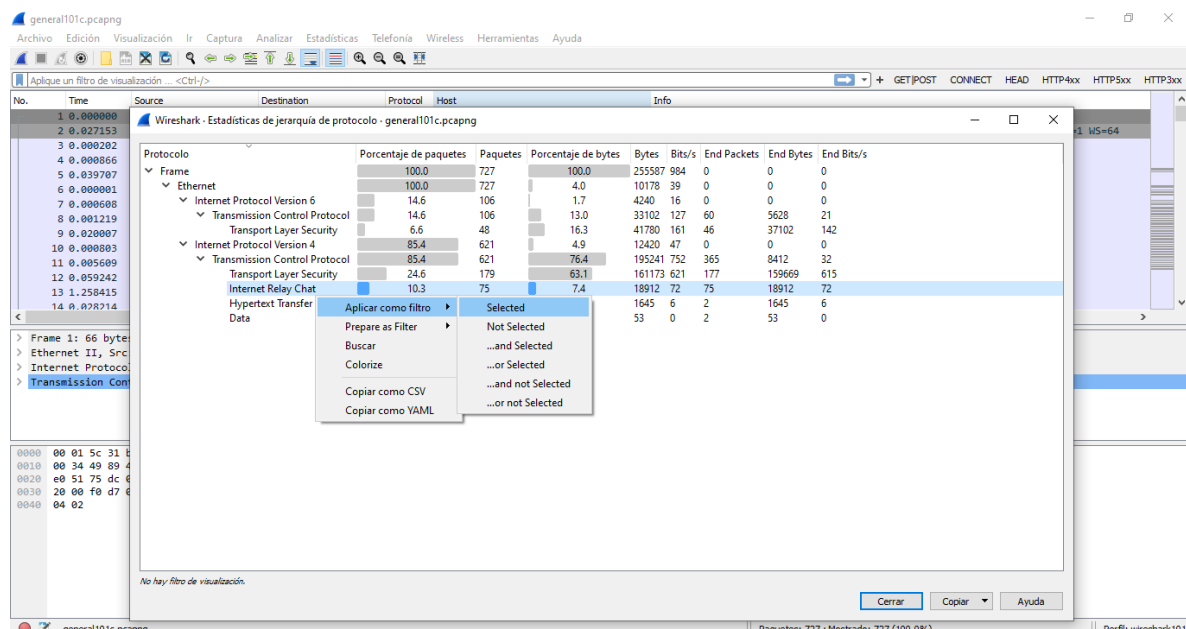 general101c.pcapng
Archivo Edición Visualización Ir Captura Analizar Estadísticas Telefonía Wireless Herramientas Ayuda
Aplique un filtro de visualización ... <Ctrl-/> + GET|POST CONNECT HEAD HTTP4xx HTTP5xx HTTP3xx
No. Time Source Destination Protocol Host Info
1 0.000000
2 0.027153 =1 WS=64
3 0.000202
4 0.000866
5 0.039707
6 0.000001
7 0.000608
8 0.001219
9 0.020007
10 0.000803
11 0.005609
12 0.059242
13 1.258415
14 0.028214
Wireshark · Estadísticas de jerarquía de protocolo · general101c.pcapng
Protocolo Porcentaje de paquetes Paquetes Porcentaje de bytes Bytes Bits/s End Packets End Bytes End Bits/s
Frame 100.0 727 100.0 255587 984 0 0 0
Ethernet 100.0 727 4.0 10178 39 0 0 0
Internet Protocol Version 6 14.6 106 1.7 4240 16 0 0 0
Transmission Control Protocol 14.6 106 13.0 33102 127 60 5628 21
Transport Layer Security 6.6 48 16.3 41780 161 46 37102 142
Internet Protocol Version 4 85.4 621 4.9 12420 47 0 0 0
Transmission Control Protocol 85.4 621 76.4 195241 752 365 8412 32
Transport Layer Security 24.6 179 63.1 161173 621 177 159669 615
Internet Relay Chat 10.3 75 7.4 18912 72 75 18912 72
Hypertext Transfer 1645 6 2 1645 6
Data 53 0 2 53 0
Aplicar como filtro
Prepare as Filter
Buscar
Colorize
Copiar como CSV
Copiar como YAML
Selected
Not Selected
...and Selected
...or Selected
...and not Selected
...or not Selected
No hay filtro de visualización.
Cerrar Copiar Ayuda
Frame 1: 66 byte
Ethernet II, Src
Internet Protoco
Transmission Con
0000 00 01 5c 31
0010 00 34 49 89
0020 e0 51 75 dc
0030 20 00 f0 d7
0040 04 02
general101c.pcapng Paquetes: 727 · Mostrado: 727 (100.0%) Perfil: wireshark101